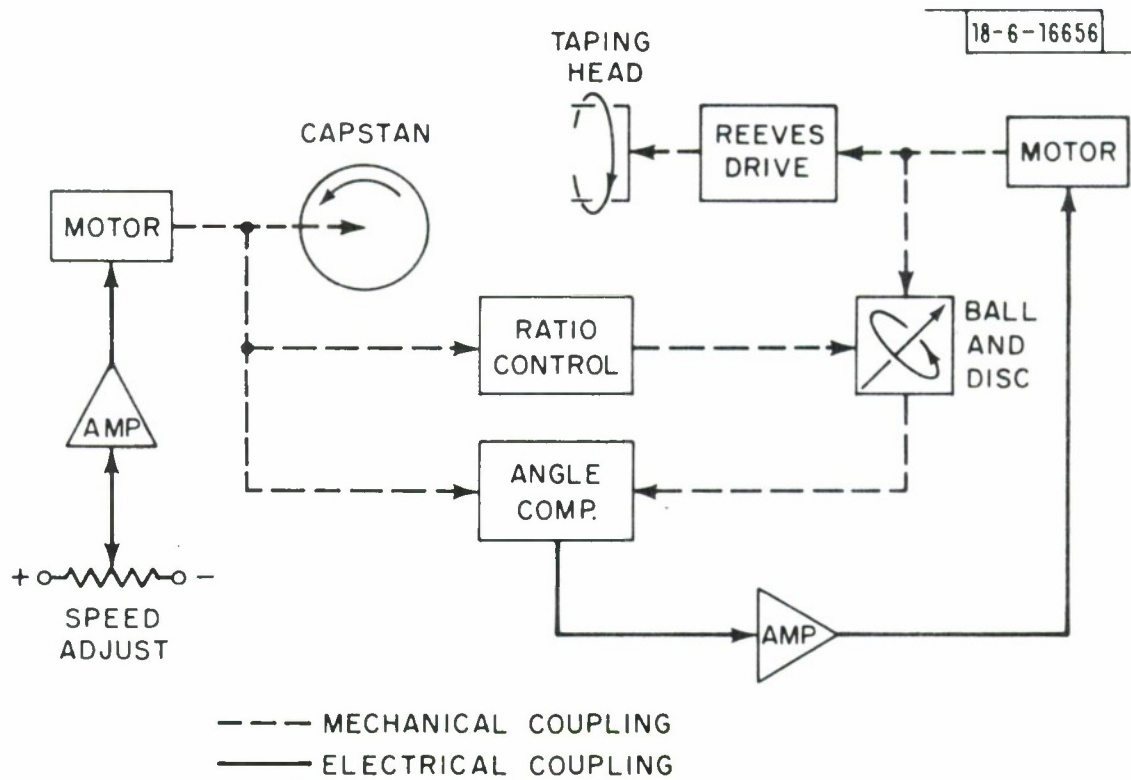 18-6-16656
TAPING
HEAD
CAPSTAN
REEVES
DRIVE
MOTOR
MOTOR
RATIO
CONTROL
BALL
AND
DISC
AMP
ANGLE
COMP.
+ -
SPEED
ADJUST
AMP
MECHANICAL COUPLING
ELECTRICAL COUPLING